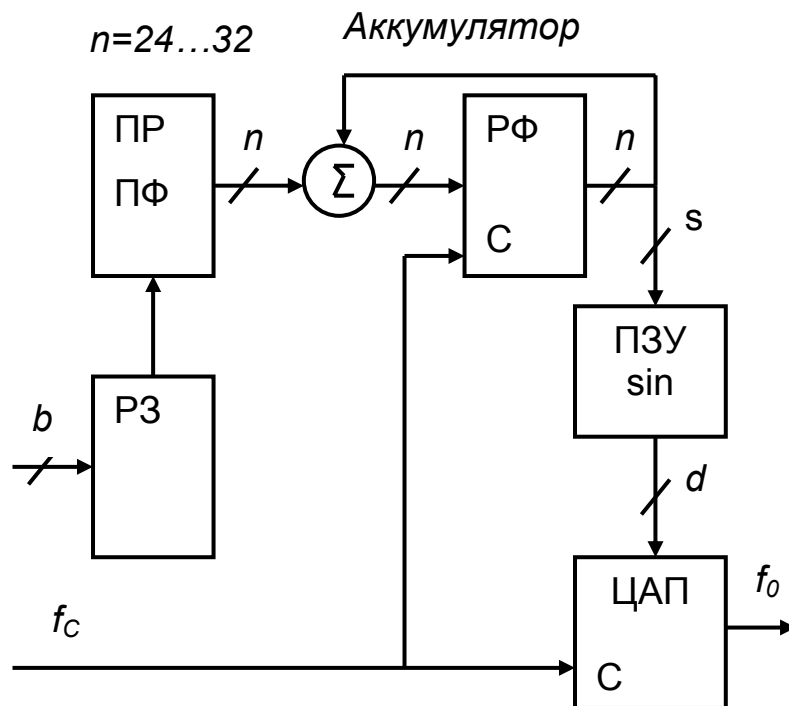 n=24...32
Аккумулятор
ПР
ПФ
n
Σ
n
РФ
C
n
s
ПЗУ
sin
b
РЗ
d
fC
ЦАП
C
f0